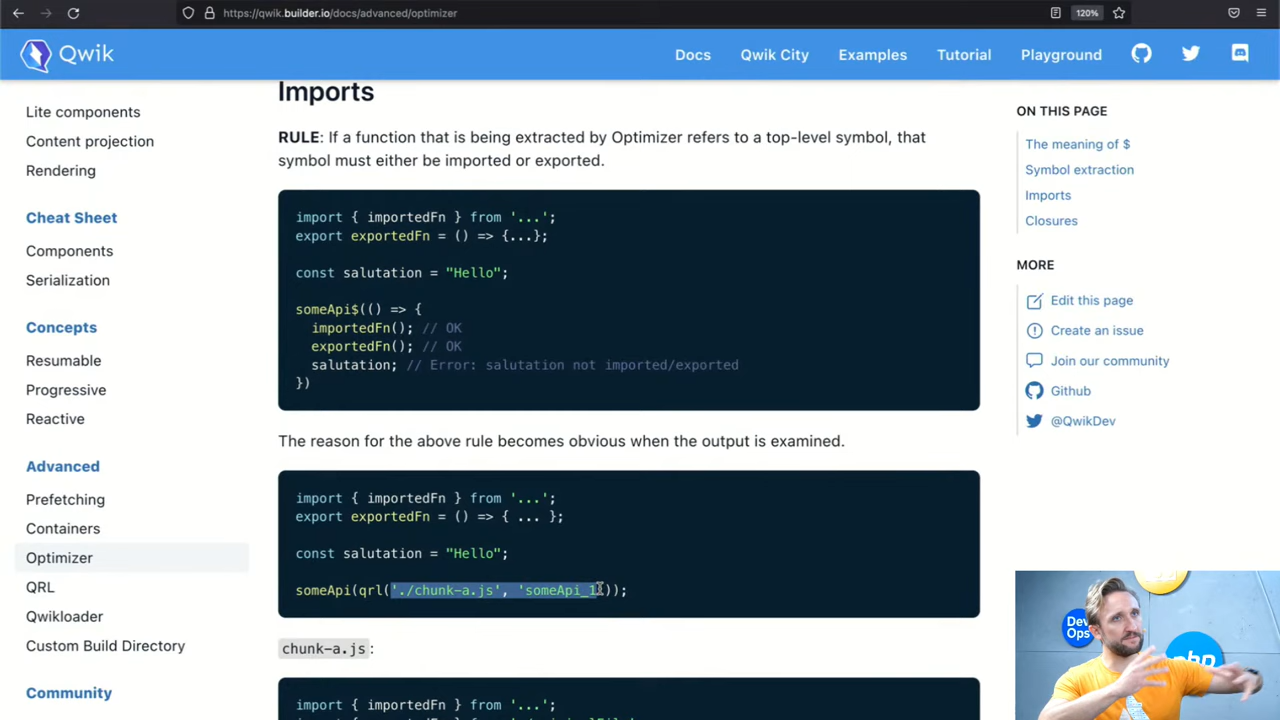 https://qwik.builder.io/docs/advanced/optimizer
120%
Qwik
Docs
Qwik City
Examples
Tutorial
Playground
Lite components
Content projection
Rendering
Cheat Sheet
Components
Serialization
Concepts
Resumable
Progressive
Reactive
Advanced
Prefetching
Containers
Optimizer
QRL
Qwikloader
Custom Build Directory
Community
Imports
RULE: If a function that is being extracted by Optimizer refers to a top-level symbol, that
symbol must either be imported or exported.
import { importedFn } from '...';
export exportedFn = () => {...};
const salutation = "Hello";
someApi$(() => {
importedFn(); // OK
exportedFn(); // OK
salutation; // Error: salutation not imported/exported
})
The reason for the above rule becomes obvious when the output is examined.
import { importedFn } from '...';
export exportedFn = () => { ... };
const salutation = "Hello";
someApi(qrl('./chunk-a.js', 'someApi_1'));
chunk-a.js:
import { importedFn } from '...';
ON THIS PAGE
The meaning of $
Symbol extraction
Imports
Closures
MORE
Edit this page
Create an issue
Join our community
Github
@QwikDev
Dev
Ops
php